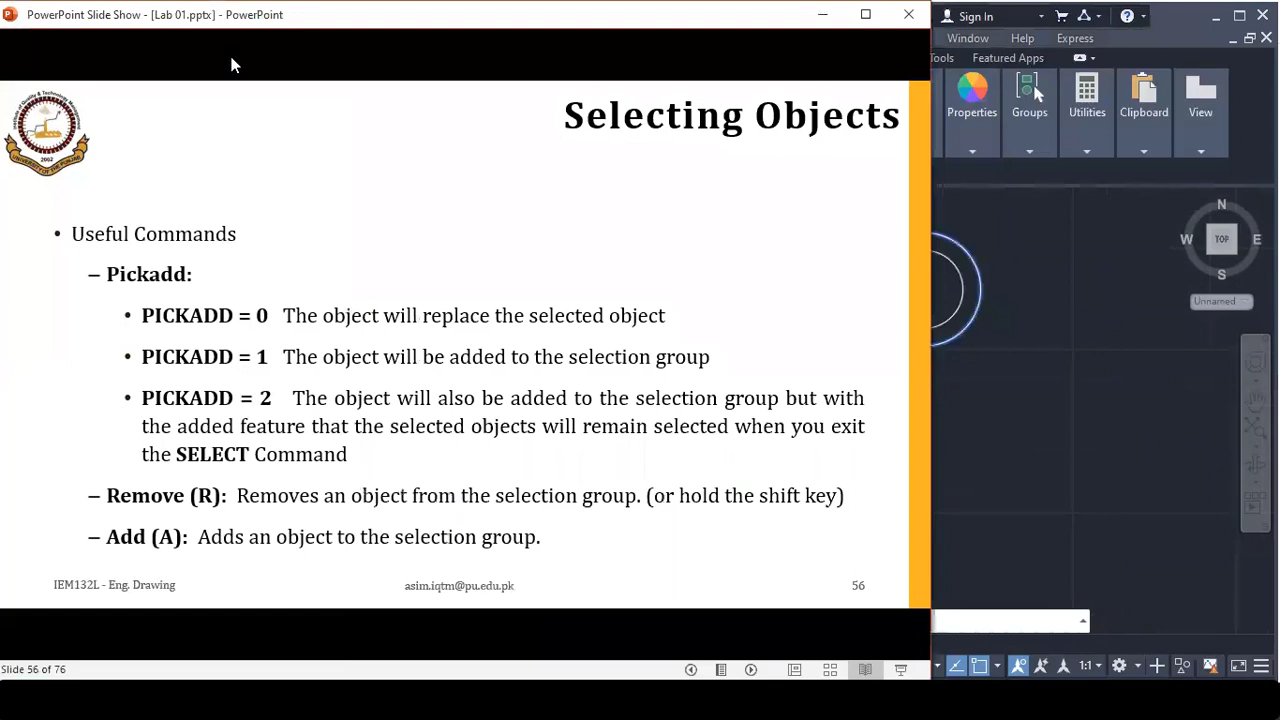 PowerPoint Slide Show - [Lab 01.pptx] - PowerPoint
Sign In
Window Help Express
Tools Featured Apps
Properties Groups Utilities Clipboard View
Selecting Objects
2002
UNIVERSITY OF THE PUNJAB
• Useful Commands
– Pickadd:
• PICKADD = 0 The object will replace the selected object
• PICKADD = 1 The object will be added to the selection group
• PICKADD = 2 The object will also be added to the selection group but with
the added feature that the selected objects will remain selected when you exit
the SELECT Command
– Remove (R): Removes an object from the selection group. (or hold the shift key)
– Add (A): Adds an object to the selection group.
IEM132L - Eng. Drawing
asim.iqtm@pu.edu.pk
56
N
W TOP E
S
Unnamed
Slide 56 of 76
1:1